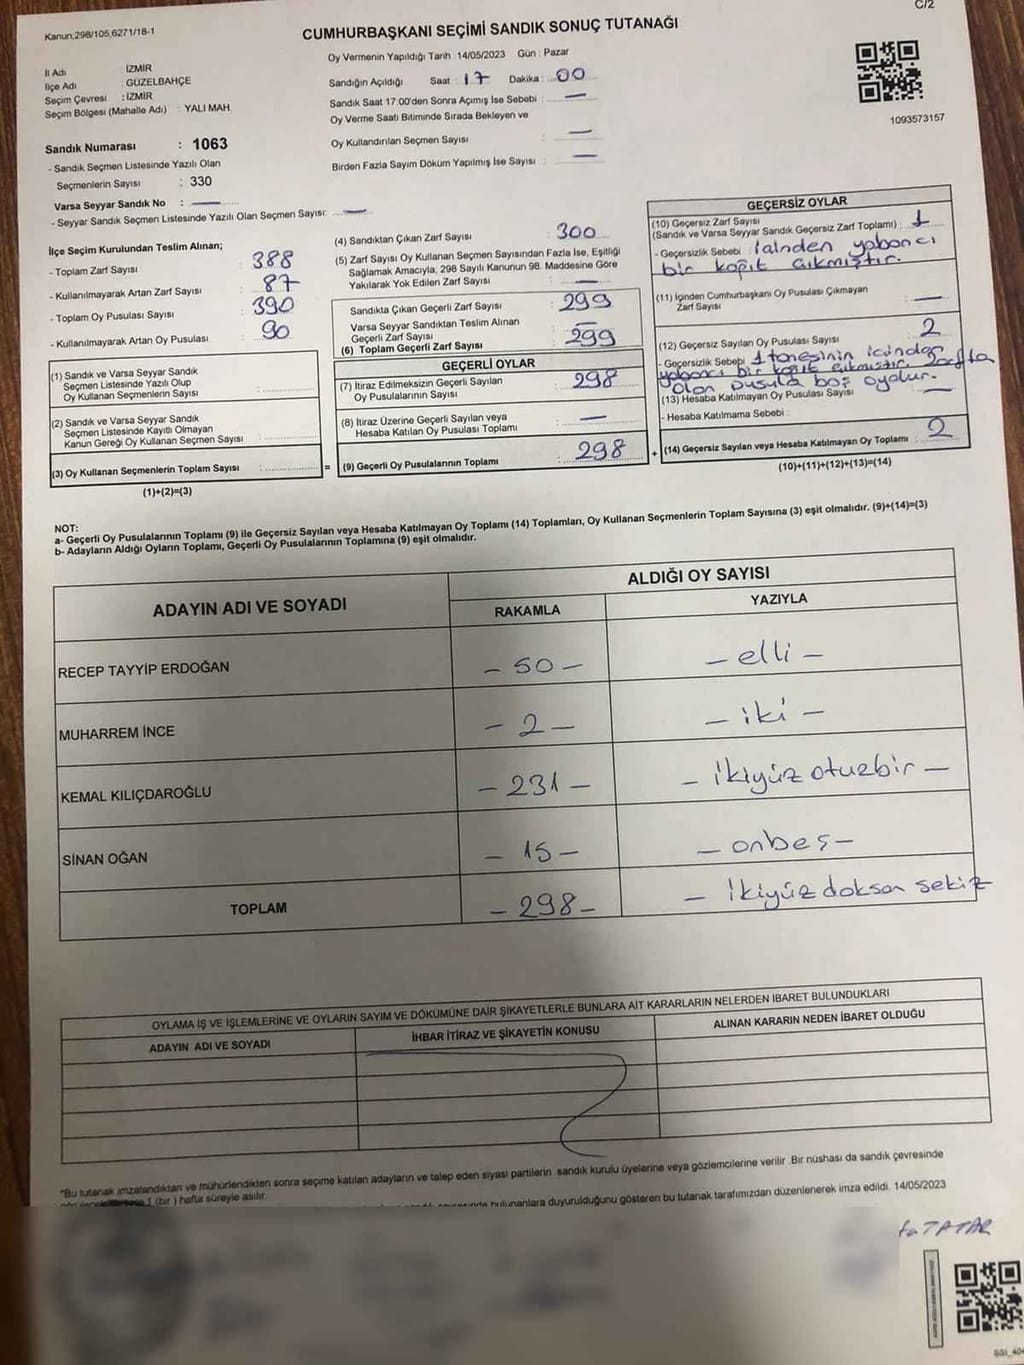 C/2
Kanun,298/105,6271/18-1
CUMHURBAŞKANI SEÇİMİ SANDIK SONUÇ TUTANAĞI
Oy Vermenin Yapıldığı Tarih 14/05/2023 Gün : Pazar
İl Adı : İZMİR
İlçe Adı : GÜZELBAHÇE
Seçim Çevresi : İZMİR
Seçim Bölgesi (Mahalle Adı) : YALI MAH.
Sandığın Açıldığı Saat : 17 Dakika : 00
Sandık Saat 17:00'den Sonra Açımış İse Sebebi : —
Oy Verme Saati Bitiminde Sırada Bekleyen ve
Oy Kullandırılan Seçmen Sayısı : —
Birden Fazla Sayım Döküm Yapılmış İse Sayısı : —
1093573157
Sandık Numarası : 1063
- Sandık Seçmen Listesinde Yazılı Olan
Seçmenlerin Sayısı : 330
Varsa Seyyar Sandık No : —
- Seyyar Sandık Seçmen Listesinde Yazılı Olan Seçmen Sayısı: —
İlçe Seçim Kurulundan Teslim Alınan;
- Toplam Zarf Sayısı 388
- Kullanılmayarak Artan Zarf Sayısı 87
- Toplam Oy Pusulası Sayısı 390
- Kullanılmayarak Artan Oy Pusulası 90
(1) Sandık ve Varsa Seyyar Sandık
Seçmen Listesinde Yazılı Olup
Oy Kullanan Seçmenlerin Sayısı :
(2) Sandık ve Varsa Seyyar Sandık
Seçmen Listesinde Kayıtlı Olmayan
Kanun Gereği Oy Kullanan Seçmen Sayısı :
(3) Oy Kullanan Seçmenlerin Toplam Sayısı :
(1)+(2)=(3)
(4) Sandıktan Çıkan Zarf Sayısı : 300
(5) Zarf Sayısı Oy Kullanan Seçmen Sayısından Fazla İse, Eşitliği
Sağlamak Amacıyla, 298 Sayılı Kanunun 98. Maddesine Göre
Yakılarak Yok Edilen Zarf Sayısı : —
Sandıkta Çıkan Geçerli Zarf Sayısı : 299
Varsa Seyyar Sandıktan Teslim Alınan
Geçerli Zarf Sayısı : —
(6) Toplam Geçerli Zarf Sayısı : 299
GEÇERLİ OYLAR
(7) İtiraz Edilmeksizin Geçerli Sayılan
Oy Pusulalarının Sayısı : 298
(8) İtiraz Üzerine Geçerli Sayılan veya
Hesaba Katılan Oy Pusulası Toplamı : —
= (9) Geçerli Oy Pusulalarının Toplamı : 298 +
GEÇERSİZ OYLAR
(10) Geçersiz Zarf Sayısı
(Sandık ve Varsa Seyyar Sandık Geçersiz Zarf Toplamı) : 1
- Geçersizlik Sebebi : İçinden yabancı
bir kağıt çıkmıştır.
(11) İçinden Cumhurbaşkanı Oy Pusulası Çıkmayan
Zarf Sayısı : —
(12) Geçersiz Sayılan Oy Pusulası Sayısı : 2
- Geçersizlik Sebebi : 1 tanesinin içinden
yabancı bir kağıt çıkmıştır. zarfta
olan pusula boş oydur.
(13) Hesaba Katılmayan Oy Pusulası Sayısı : —
- Hesaba Katılmama Sebebi :
(14) Geçersiz Sayılan veya Hesaba Katılmayan Oy Toplamı : 2
(10)+(11)+(12)+(13)=(14)
NOT:
a- Geçerli Oy Pusulalarının Toplamı (9) ile Geçersiz Sayılan veya Hesaba Katılmayan Oy Toplamı (14) Toplamları, Oy Kullanan Seçmenlerin Toplam Sayısına (3) eşit olmalıdır. (9)+(14)=(3)
b- Adayların Aldığı Oyların Toplamı, Geçerli Oy Pusulalarının Toplamına (9) eşit olmalıdır.
ADAYIN ADI VE SOYADI
ALDIĞI OY SAYISI
RAKAMLA YAZIYLA
RECEP TAYYİP ERDOĞAN – 50 – – elli –
MUHARREM İNCE – 2 – – iki –
KEMAL KILIÇDAROĞLU – 231 – – ikiyüz otuzbir –
SİNAN OĞAN – 15 – – onbeş –
TOPLAM – 298 – – ikiyüz doksan sekiz
OYLAMA İŞ VE İŞLEMLERİNE VE OYLARIN SAYIM VE DÖKÜMÜNE DAİR ŞİKAYETLERLE BUNLARA AİT KARARLARIN NELERDEN İBARET BULUNDUKLARI
ADAYIN ADI VE SOYADI İHBAR İTİRAZ VE ŞİKAYETİN KONUSU ALINAN KARARIN NEDEN İBARET OLDUĞU
*Bu tutanak imzalandıktan ve mühürlendikten sonra seçime katılan adayların ve talep eden siyasi partilerin sandık kurulu üyelerine veya gözlemcilerine verilir. Bir nüshası da sandık çevresinde
1 (bir) hafta süreyle asılır.
bulunanlara duyurulduğunu gösteren bu tutanak tarafımızdan düzenlenerek imza edildi. 14/05/2023
TATAR